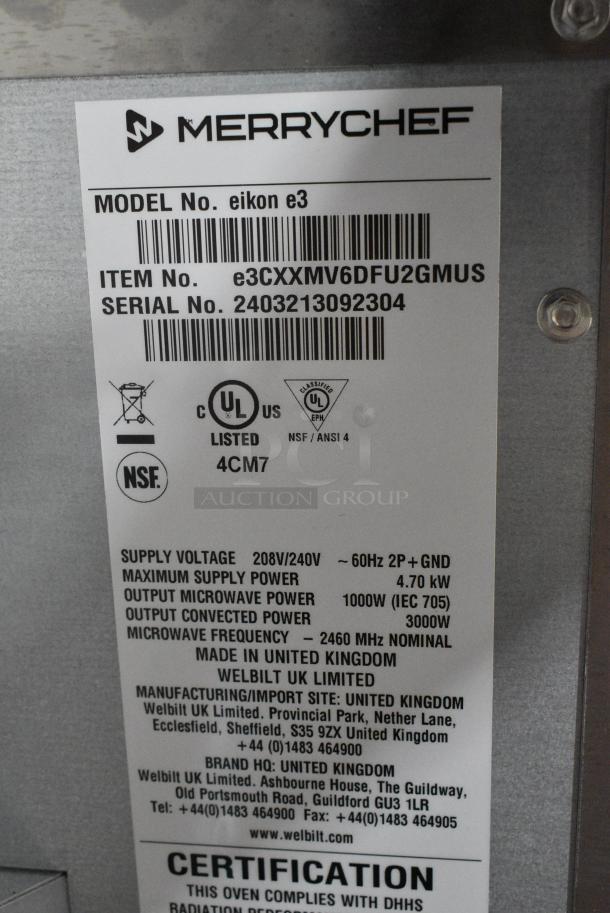 MERRYCHEF
MODEL No. eikon e3
ITEM No. e3CXXMV6DFU2GMUS
SERIAL No. 2403213092304
C UL US
LISTED
4CM7
CLASSIFIED
UL
EPH
NSF / ANSI 4
NSF.
PCI
AUCTION GROUP
SUPPLY VOLTAGE 208V/240V ~ 60Hz 2P+GND
MAXIMUM SUPPLY POWER 4.70 kW
OUTPUT MICROWAVE POWER 1000W (IEC 705)
OUTPUT CONVECTED POWER 3000W
MICROWAVE FREQUENCY – 2460 MHz NOMINAL
MADE IN UNITED KINGDOM
WELBILT UK LIMITED
MANUFACTURING/IMPORT SITE: UNITED KINGDOM
Welbilt UK Limited. Provincial Park, Nether Lane,
Ecclesfield, Sheffield, S35 9ZX United Kingdom
+44 (0)1483 464900
BRAND HQ: UNITED KINGDOM
Welbilt UK Limited. Ashbourne House, The Guildway,
Old Portsmouth Road, Guildford GU3 1LR
Tel: +44(0)1483 464900 Fax: +44(0)1483 464905
www.welbilt.com
CERTIFICATION
THIS OVEN COMPLIES WITH DHHS
RADIATION